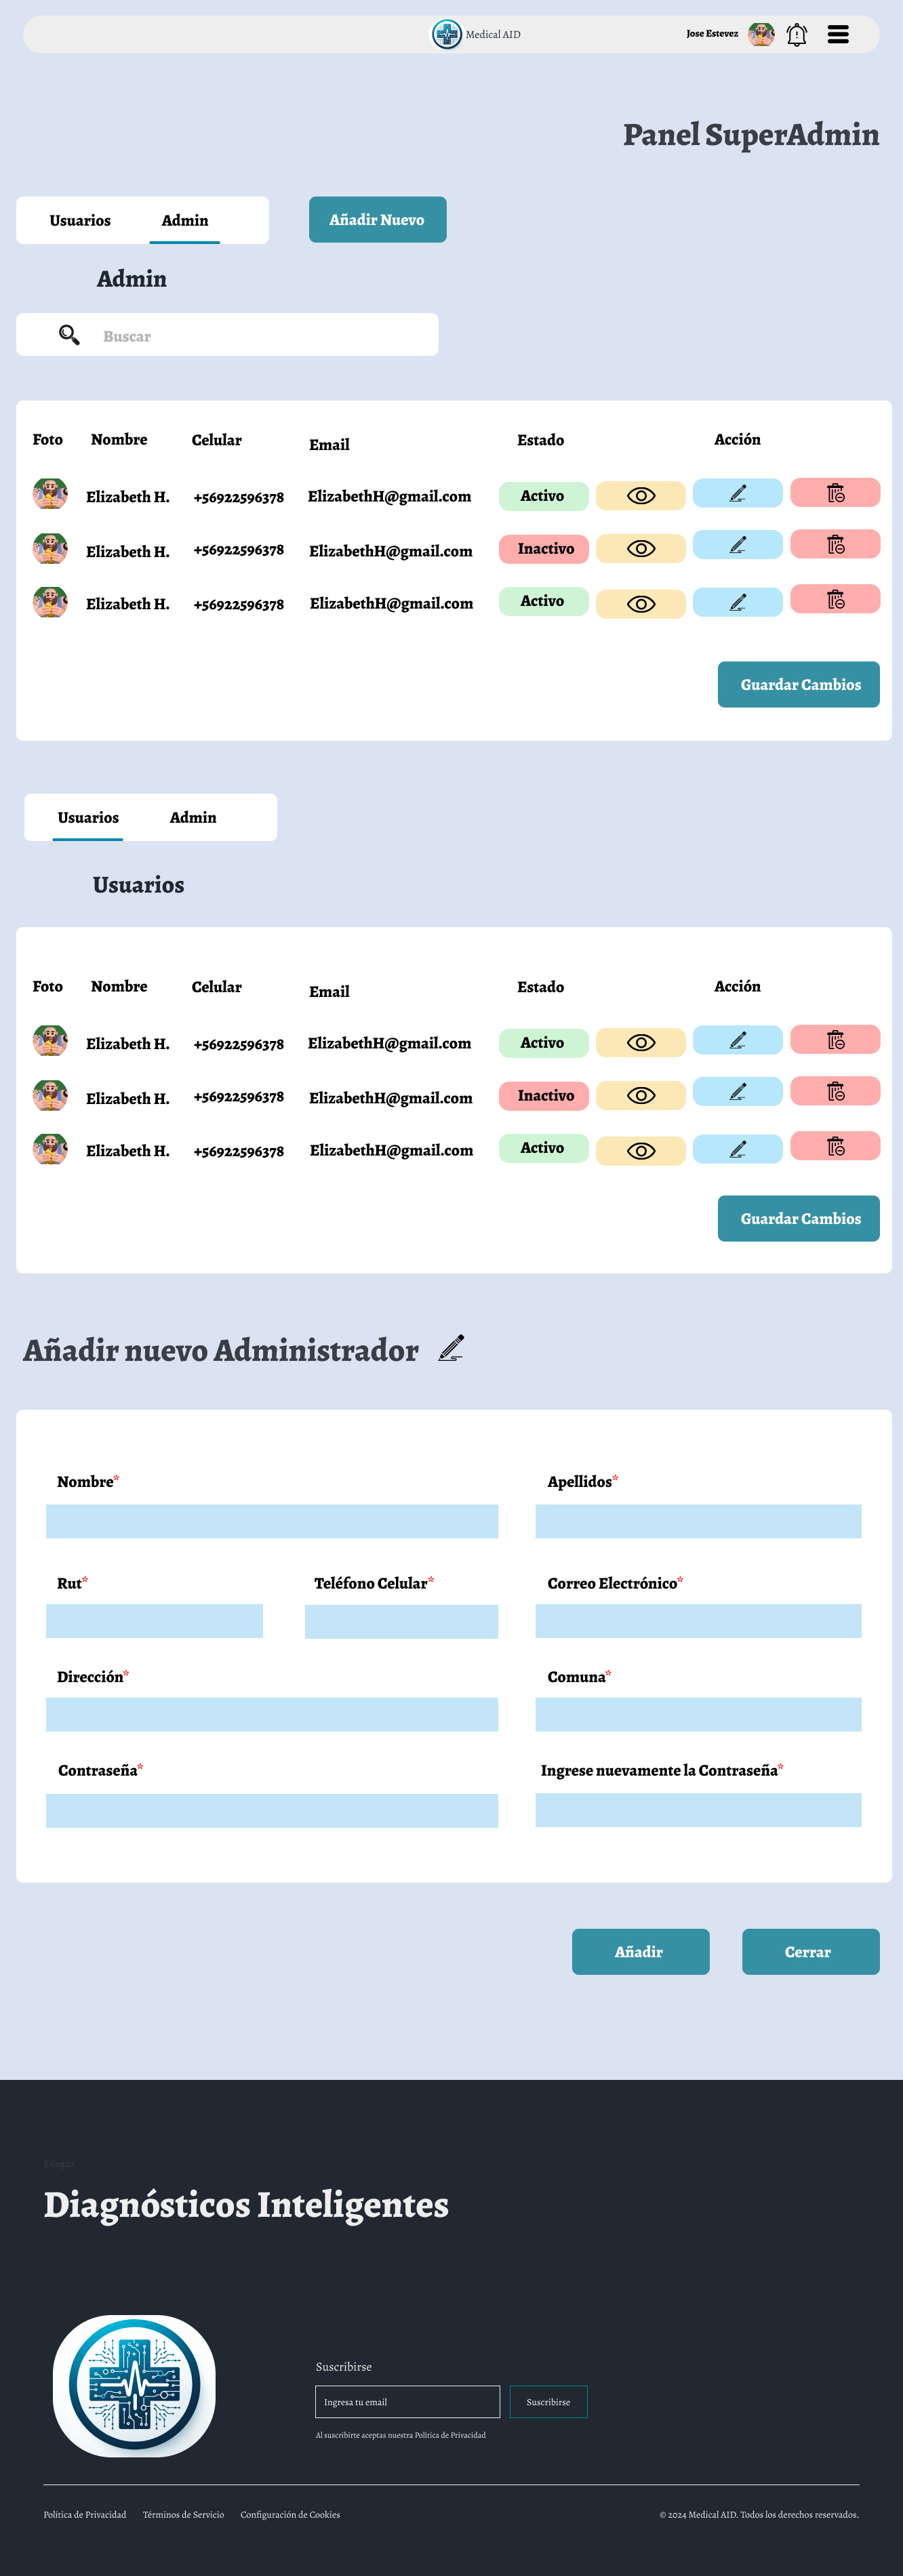 Medical AID
Jose Estevez
Panel SuperAdmin
Usuarios Admin
Añadir Nuevo
Admin
Buscar
Foto Nombre Celular Email Estado Acción
Elizabeth H. +56922596378 ElizabethH@gmail.com Activo
Elizabeth H. +56922596378 ElizabethH@gmail.com Inactivo
Elizabeth H. +56922596378 ElizabethH@gmail.com Activo
Guardar Cambios
Usuarios Admin
Usuarios
Foto Nombre Celular Email Estado Acción
Elizabeth H. +56922596378 ElizabethH@gmail.com Activo
Elizabeth H. +56922596378 ElizabethH@gmail.com Inactivo
Elizabeth H. +56922596378 ElizabethH@gmail.com Activo
Guardar Cambios
Añadir nuevo Administrador
Nombre* Apellidos*
Rut* Teléfono Celular* Correo Electrónico*
Dirección* Comuna*
Contraseña* Ingrese nuevamente la Contraseña*
Añadir Cerrar
Eslogan
Diagnósticos Inteligentes
Suscribirse
Ingresa tu email Suscribirse
Al suscribirte aceptas nuestra Política de Privacidad
Política de Privacidad Términos de Servicio Configuración de Cookies © 2024 Medical AID. Todos los derechos reservados.